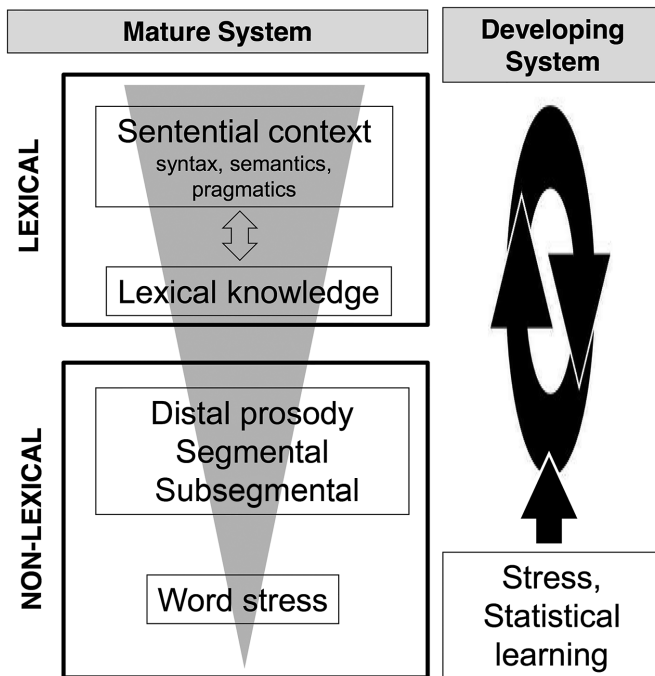 Mature System
Developing
System
LEXICAL
Sentential context
syntax, semantics,
pragmatics
Lexical knowledge
NON-LEXICAL
Distal prosody
Segmental
Subsegmental
Word stress
Stress,
Statistical
learning